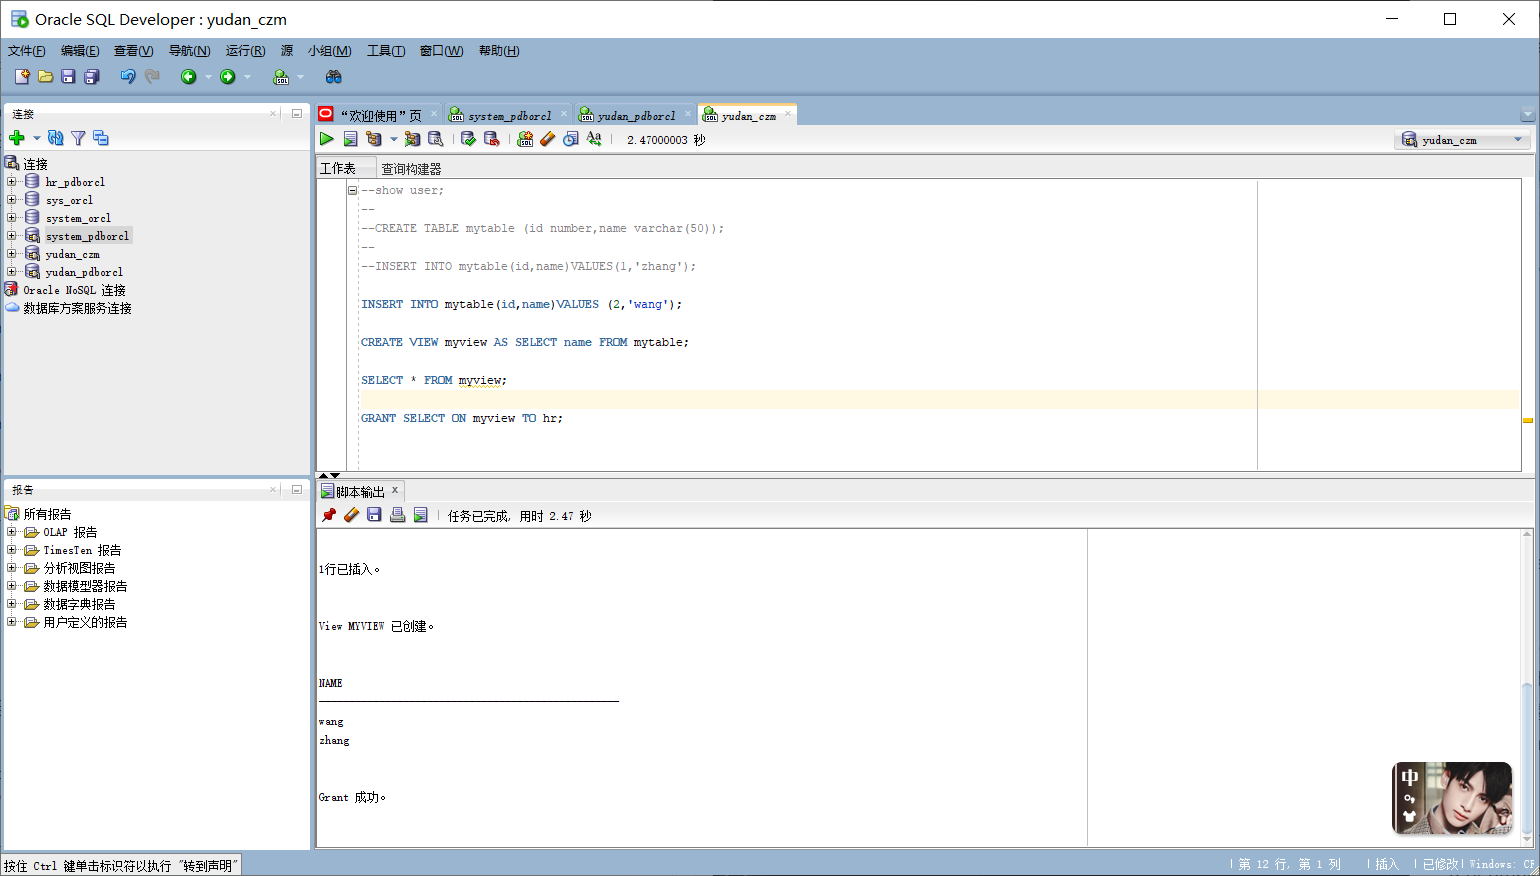 Oracle SQL Developer : yudan_czm
文件(F) 编辑(E) 查看(V) 导航(N) 运行(R) 源 小组(M) 工具(T) 窗口(W) 帮助(H)
连接
连接
hr_pdborcl
sys_orcl
system_orcl
system_pdborcl
yudan_czm
yudan_pdborcl
Oracle NoSQL 连接
数据库方案服务连接
报告
所有报告
OLAP 报告
TimesTen 报告
分析视图报告
数据模型器报告
数据字典报告
用户定义的报告
“欢迎使用”页 system_pdborcl yudan_pdborcl yudan_czm
2.47000003 秒
yudan_czm
工作表 查询构建器
--show user;
--
--CREATE TABLE mytable (id number,name varchar(50));
--
--INSERT INTO mytable(id,name)VALUES(1,'zhang');
INSERT INTO mytable(id,name)VALUES (2,'wang');
CREATE VIEW myview AS SELECT name FROM mytable;
SELECT * FROM myview;
GRANT SELECT ON myview TO hr;
脚本输出 x
任务已完成, 用时 2.47 秒
1行已插入。
View MYVIEW 已创建。
NAME
--------------------------------------------------
wang
zhang
Grant 成功。
中
按住 Ctrl 键单击标识符以执行 "转到声明"
第 12 行, 第 1 列 插入 已修改 Windows: CF